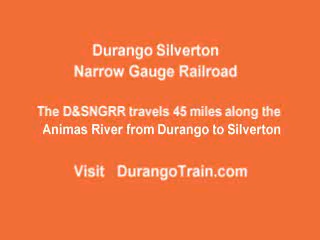 Durango Silverton
Narrow Gauge Railroad
The D&SNGRR travels 45 miles along the
Animas River from Durango to Silverton
Visit DurangoTrain.com